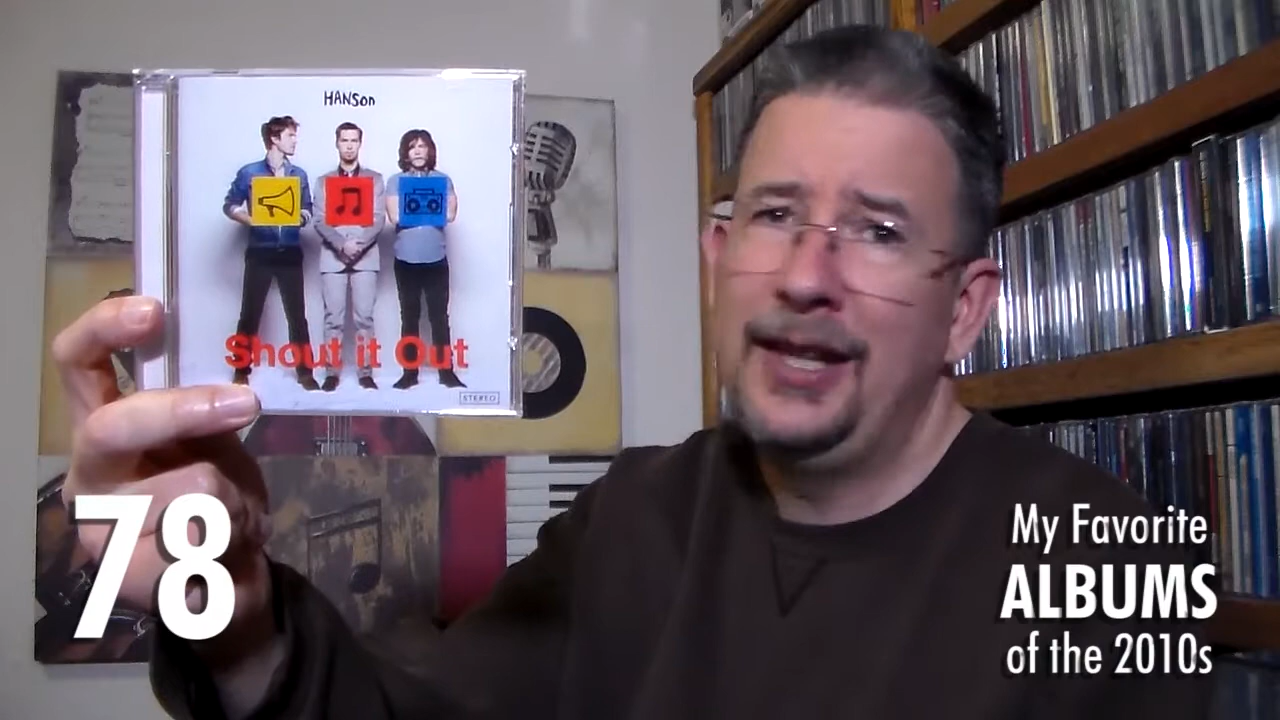 HANSON
Shout it Out
STEREO
78
My Favorite
ALBUMS
of the 2010s